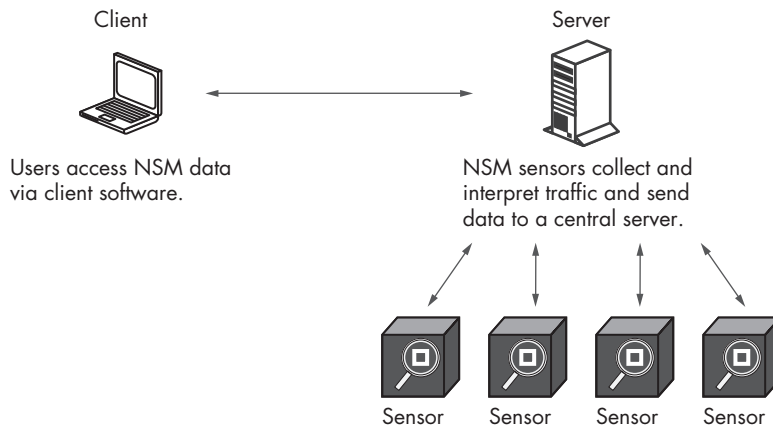 Client
Server
Users access NSM data
via client software.
NSM sensors collect and
interpret traffic and send
data to a central server.
Sensor
Sensor
Sensor
Sensor